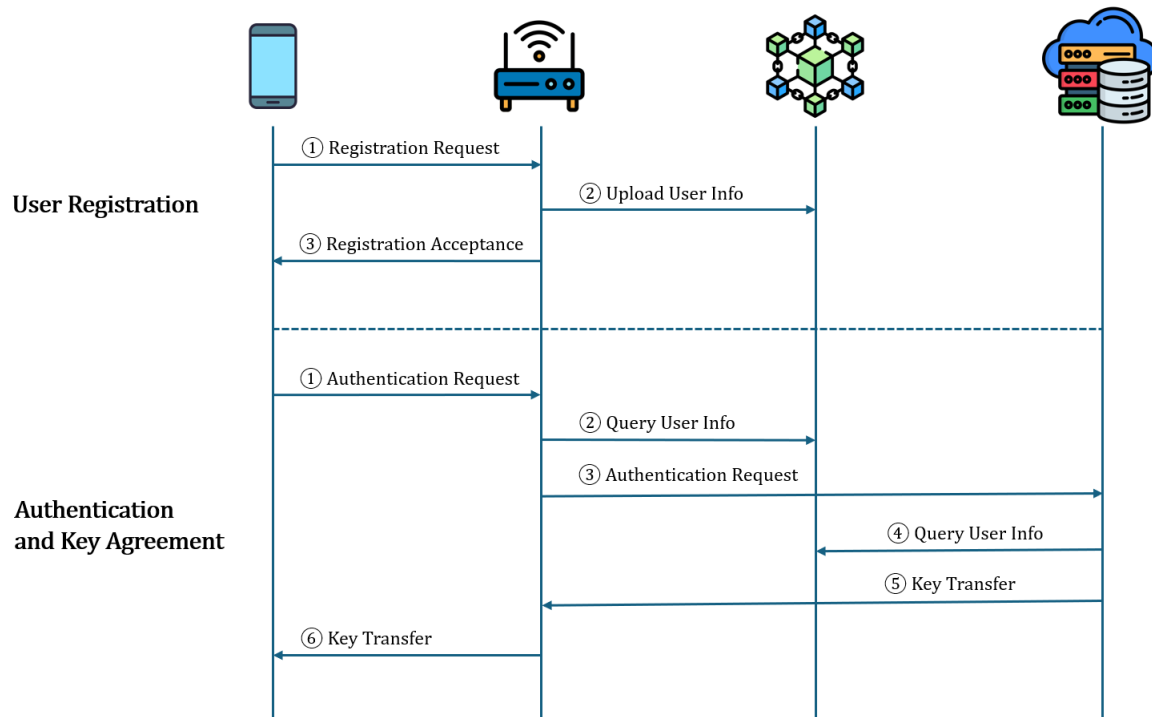 ① Registration Request
User Registration
② Upload User Info
③ Registration Acceptance
① Authentication Request
② Query User Info
③ Authentication Request
Authentication
and Key Agreement
④ Query User Info
⑤ Key Transfer
⑥ Key Transfer